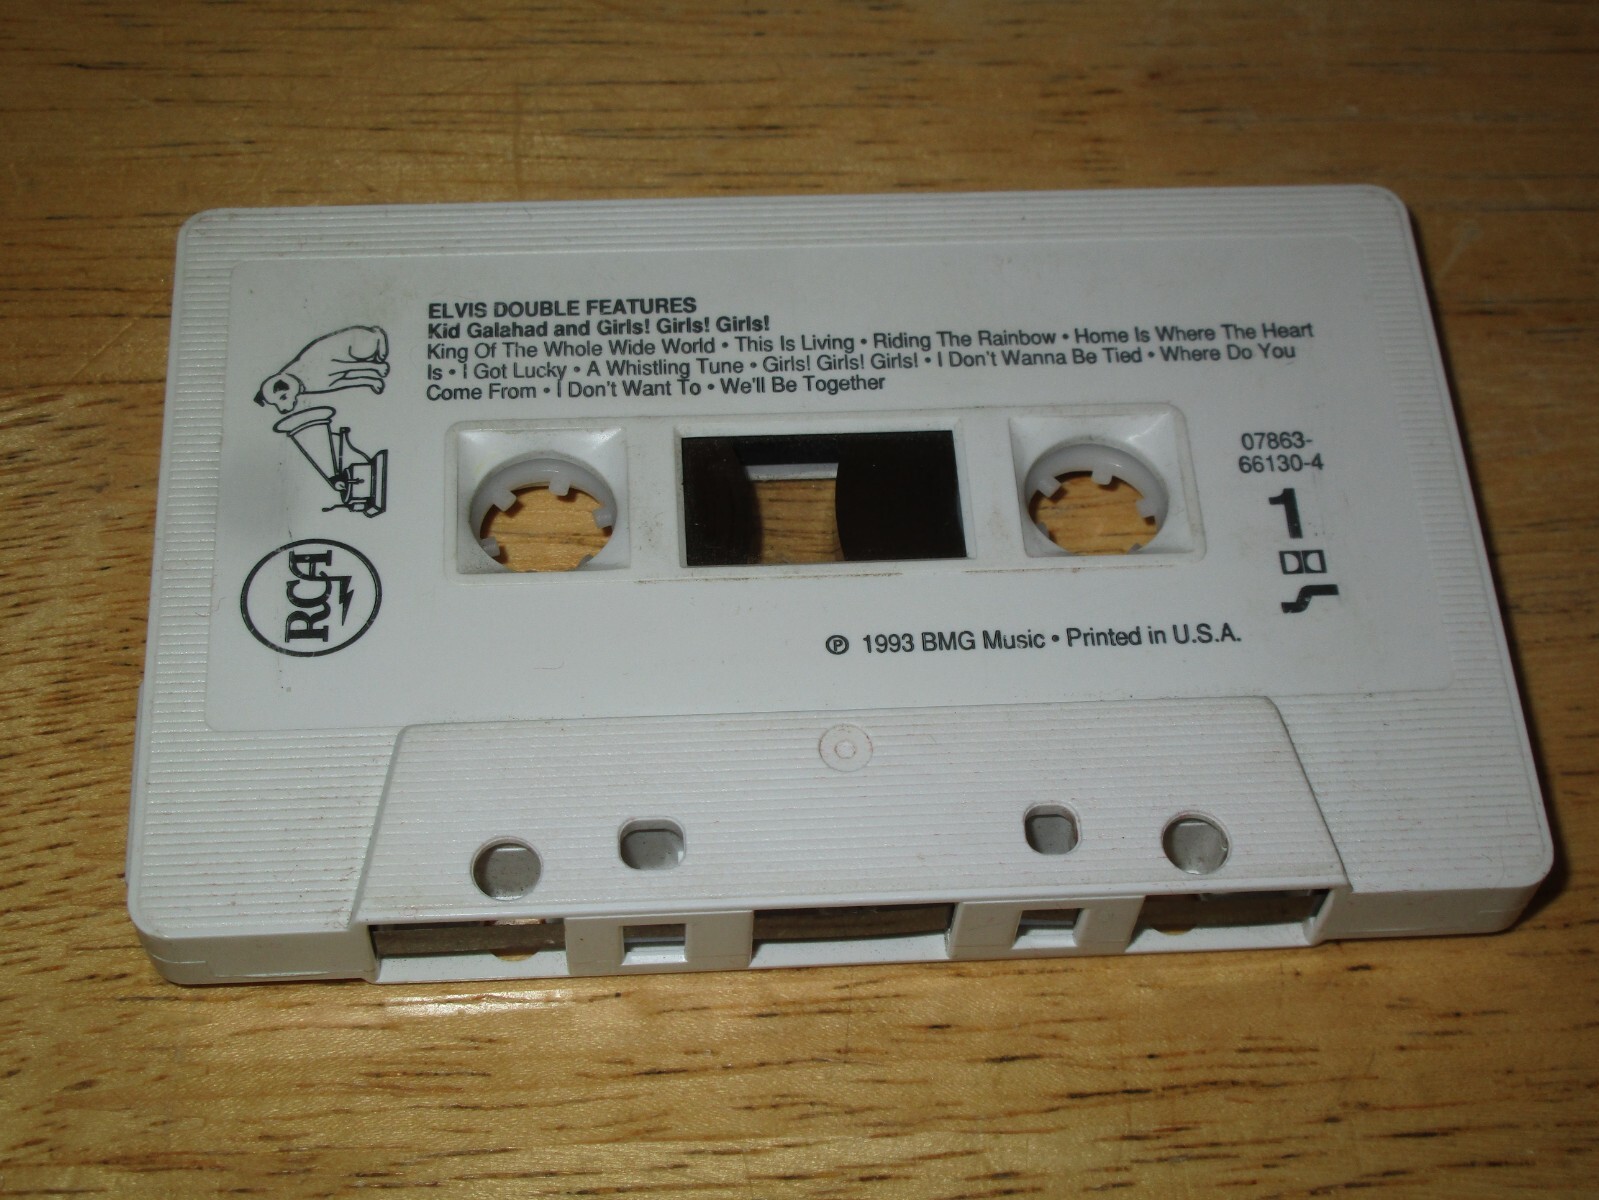 ELVIS DOUBLE FEATURES
Kid Galahad and Girls! Girls! Girls!
King Of The Whole Wide World • This Is Living • Riding The Rainbow • Home Is Where The Heart
Is • I Got Lucky • A Whistling Tune • Girls! Girls! Girls! • I Don't Wanna Be Tied • Where Do You
Come From • I Don't Want To • We'll Be Together
07863-
66130-4
1
RCA
℗ 1993 BMG Music • Printed in U.S.A.